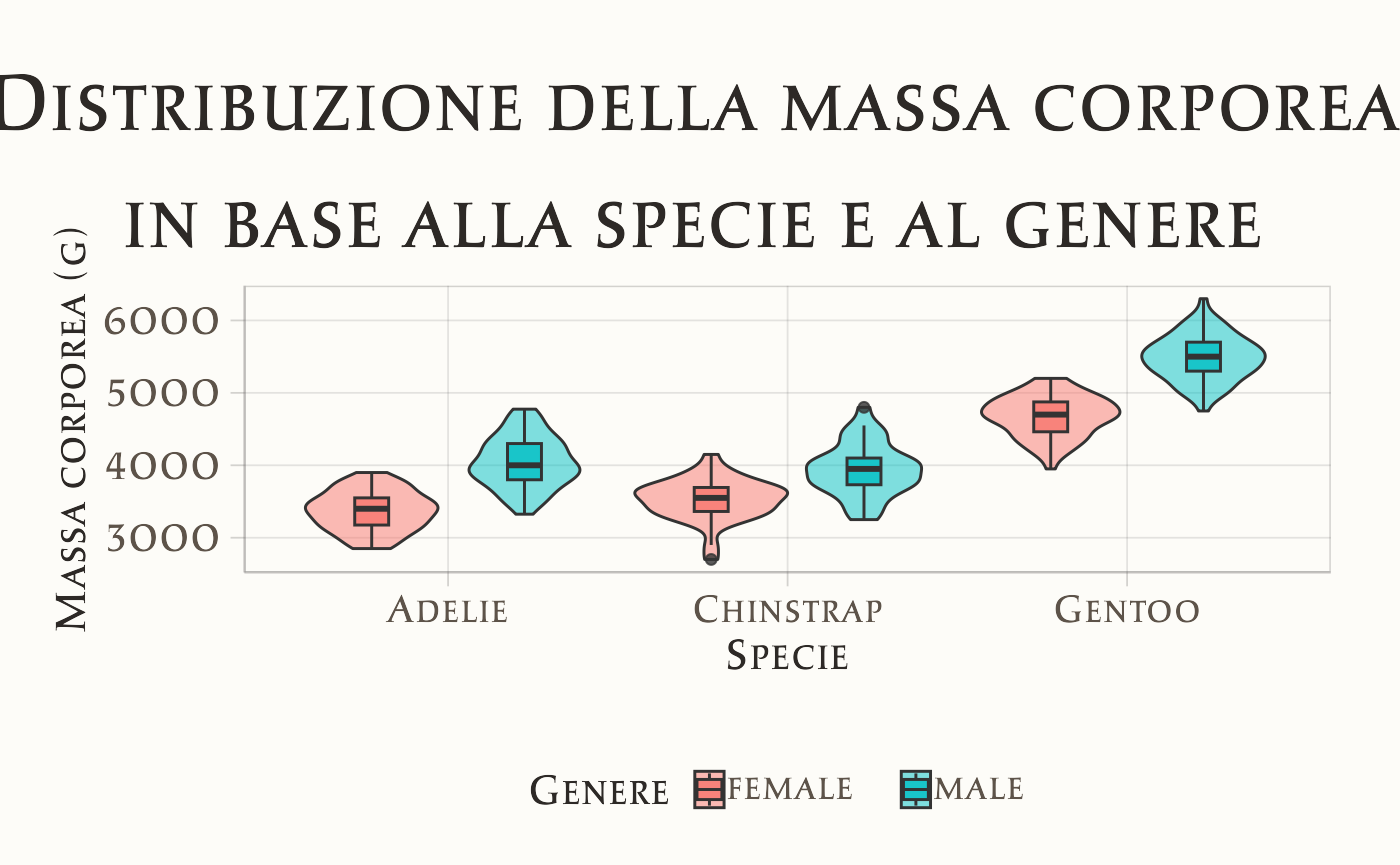 Distribuzione della massa corporea
in base alla specie e al genere
Massa corporea (g)
6000
5000
4000
3000
Adelie Chinstrap Gentoo
Specie
Genere female male